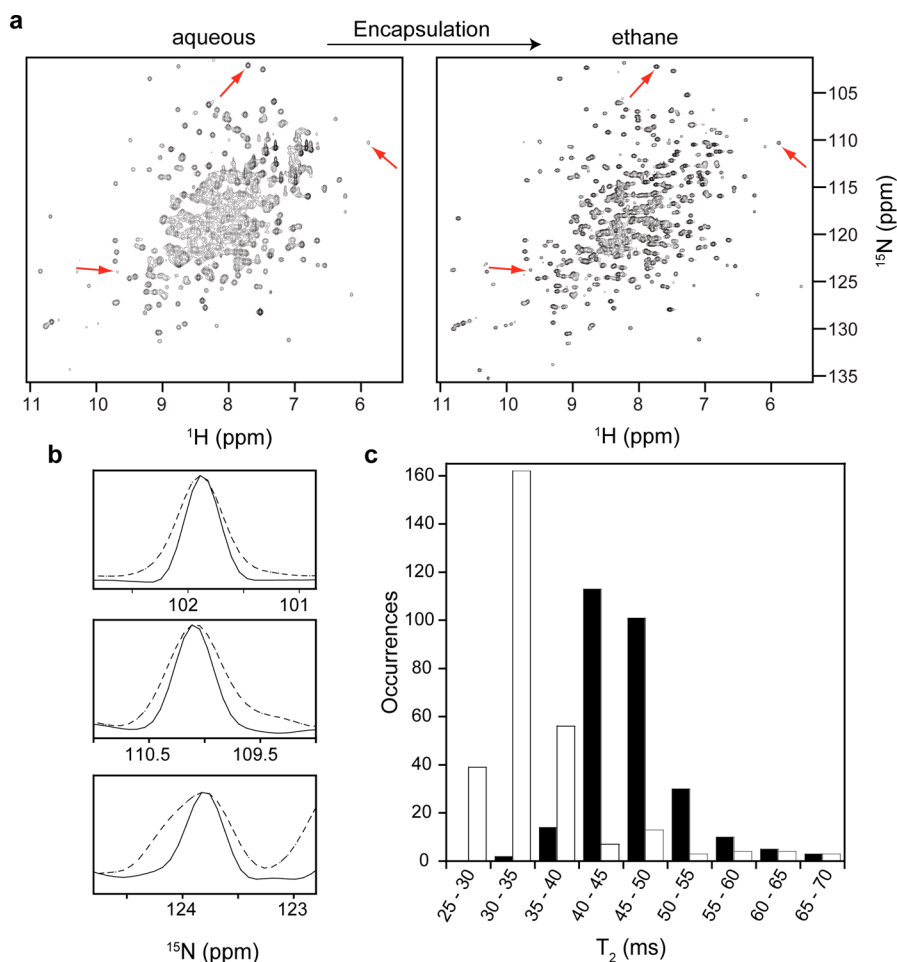 a
aqueous Encapsulation ethane
105
110
115
120
125
130
135
¹⁵N (ppm)
11 10 9 8 7 6
¹H (ppm)
11 10 9 8 7 6
¹H (ppm)
b
102 101
110.5 109.5
124 123
¹⁵N (ppm)
c
160
140
120
100
80
60
40
20
0
Occurrences
25 - 30
30 - 35
35 - 40
40 - 45
45 - 50
50 - 55
55 - 60
60 - 65
65 - 70
T₂ (ms)